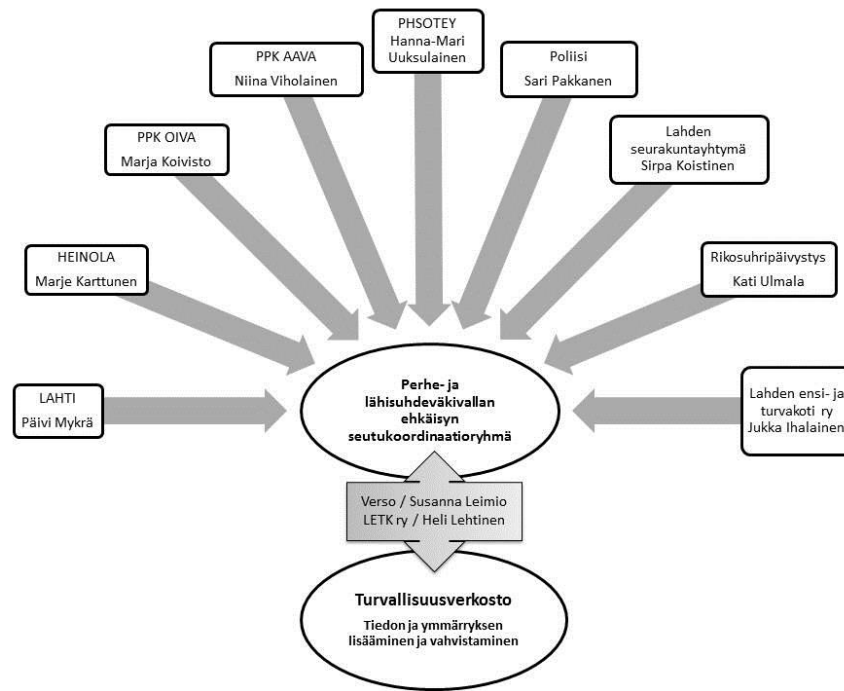 PHSOTEY
Hanna-Mari
Uuksulainen
PPK AAVA
Niina Viholainen
Poliisi
Sari Pakkanen
PPK OIVA
Marja Koivisto
Lahden
seurakuntayhtymä
Sirpa Koistinen
HEINOLA
Marje Karttunen
Rikosuhripäivystys
Kati Ulmala
LAHTI
Päivi Mykrä
Perhe- ja
lähisuhdeväkivallan
ehkäisyn
seutukoordinaatioryhmä
Lahden ensi- ja
turvakoti ry
Jukka Ihalainen
Verso / Susanna Leimio
LETK ry / Heli Lehtinen
Turvallisuusverkosto
Tiedon ja ymmärryksen
lisääminen ja vahvistaminen